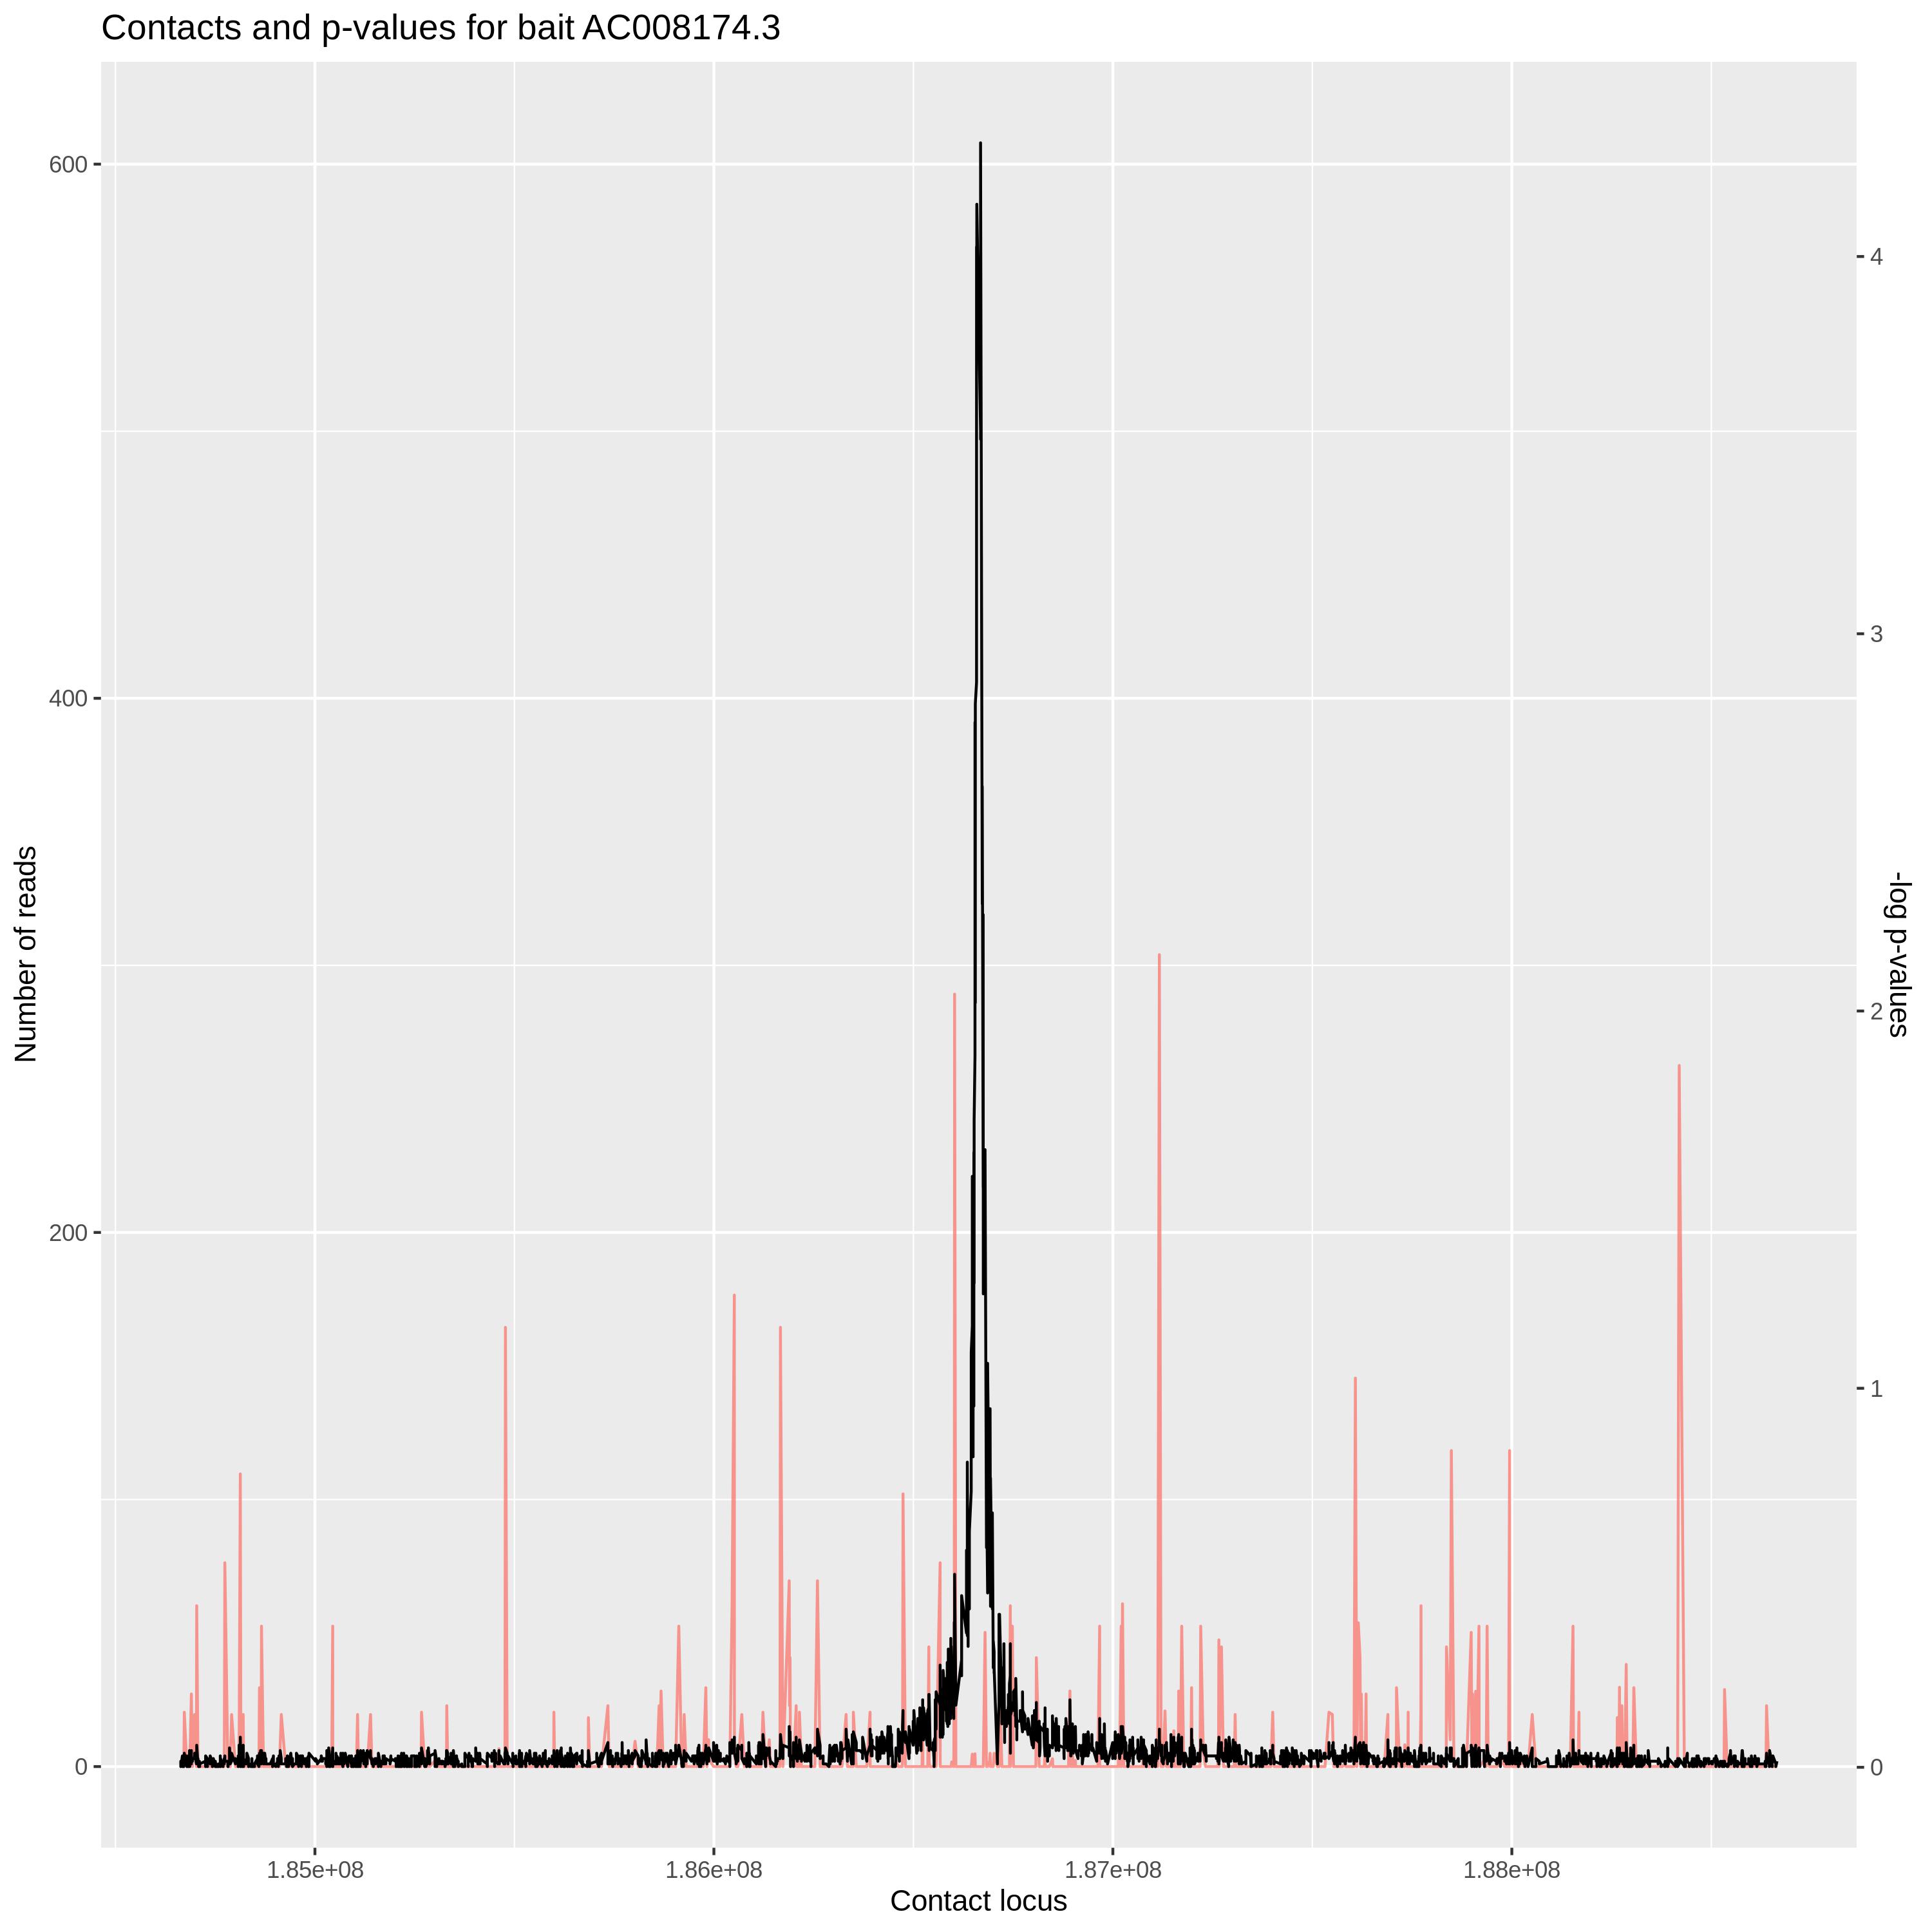 Contacts and p-values for bait AC008174.3
600
400
200
0
Number of reads
4
3
2
1
0
-log p-values
1.85e+08
1.86e+08
1.87e+08
1.88e+08
Contact locus